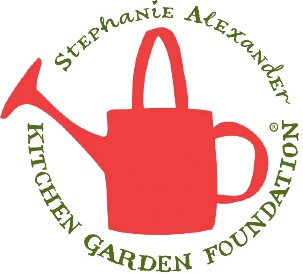 Stephanie Alexander
KITCHEN GARDEN FOUNDATION®